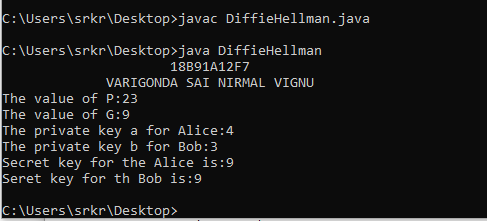 C:\Users\srkr\Desktop>javac DiffieHellman.java
C:\Users\srkr\Desktop>java DiffieHellman
18B91A12F7
VARIGONDA SAI NIRMAL VIGNU
The value of P:23
The value of G:9
The private key a for Alice:4
The private key b for Bob:3
Secret key for the Alice is:9
Seret key for th Bob is:9
C:\Users\srkr\Desktop>